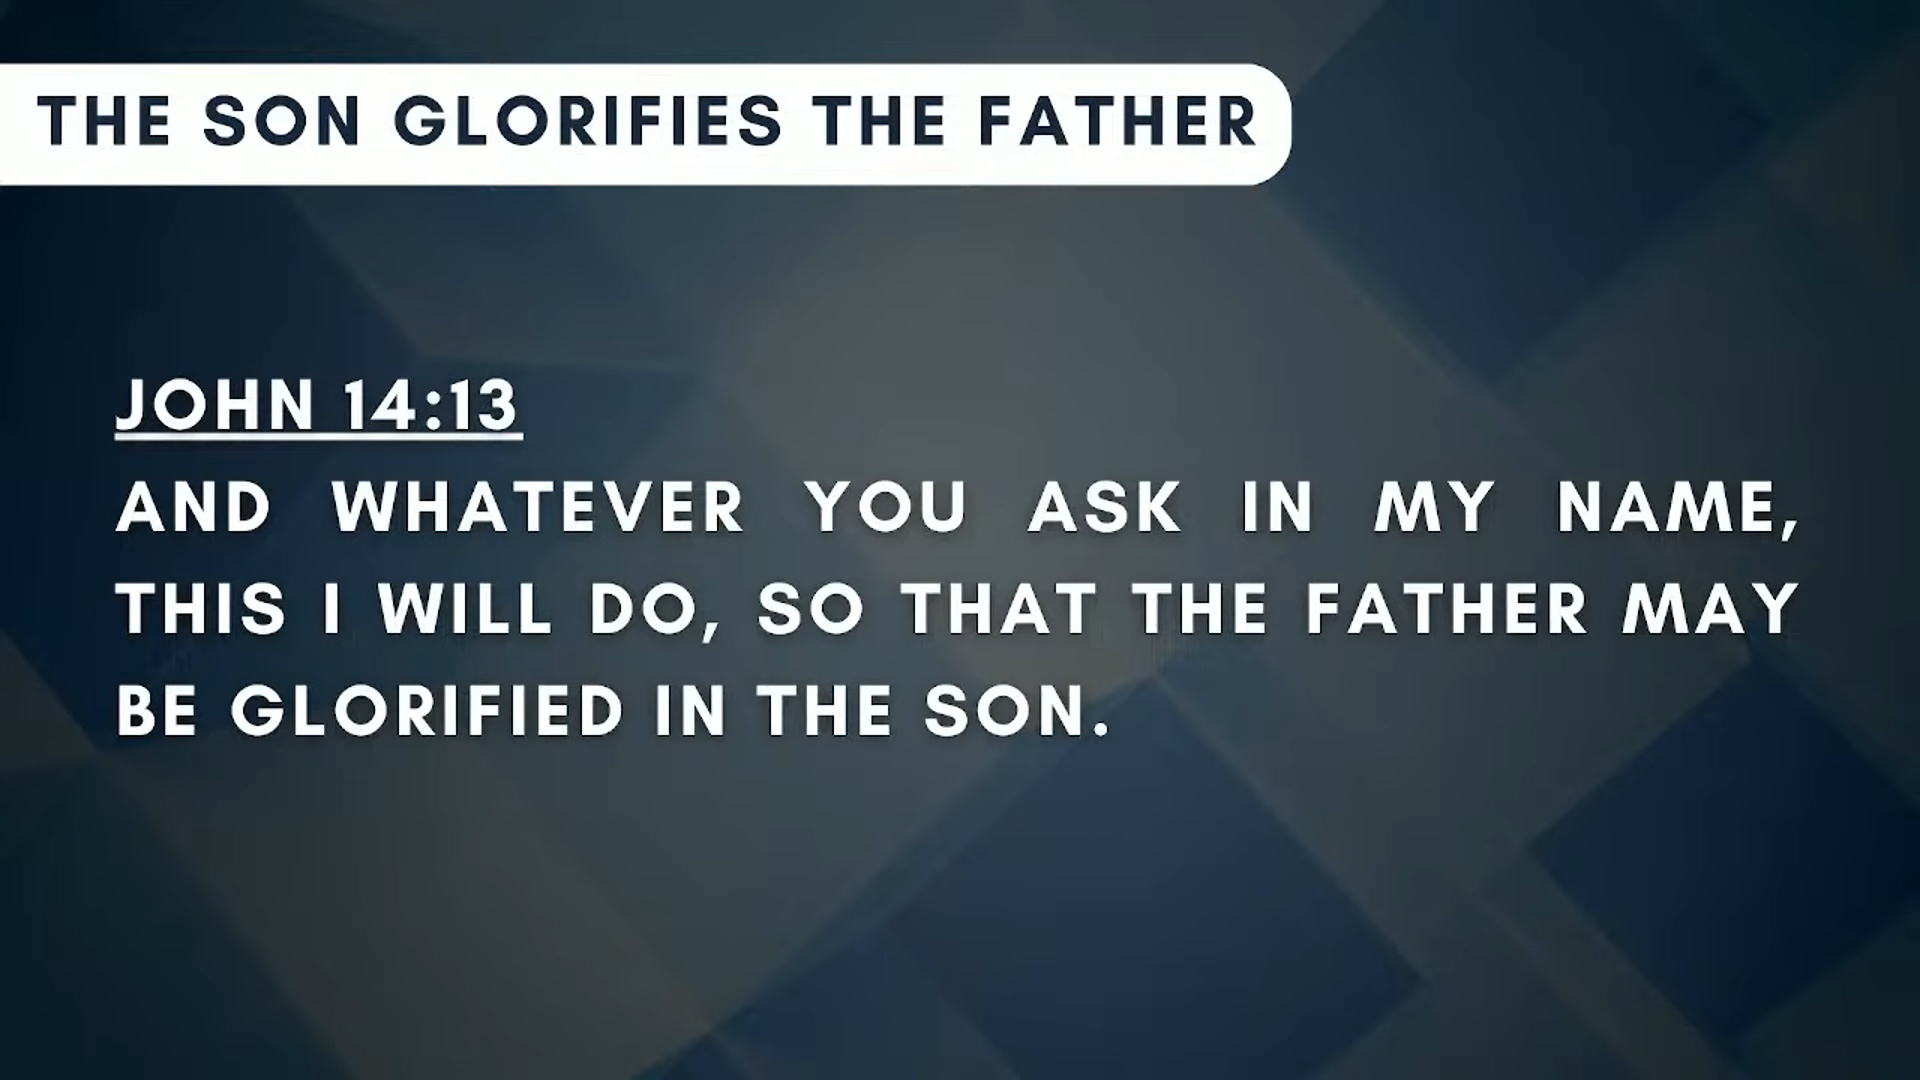 THE SON GLORIFIES THE FATHER
JOHN 14:13
AND WHATEVER YOU ASK IN MY NAME,
THIS I WILL DO, SO THAT THE FATHER MAY
BE GLORIFIED IN THE SON.